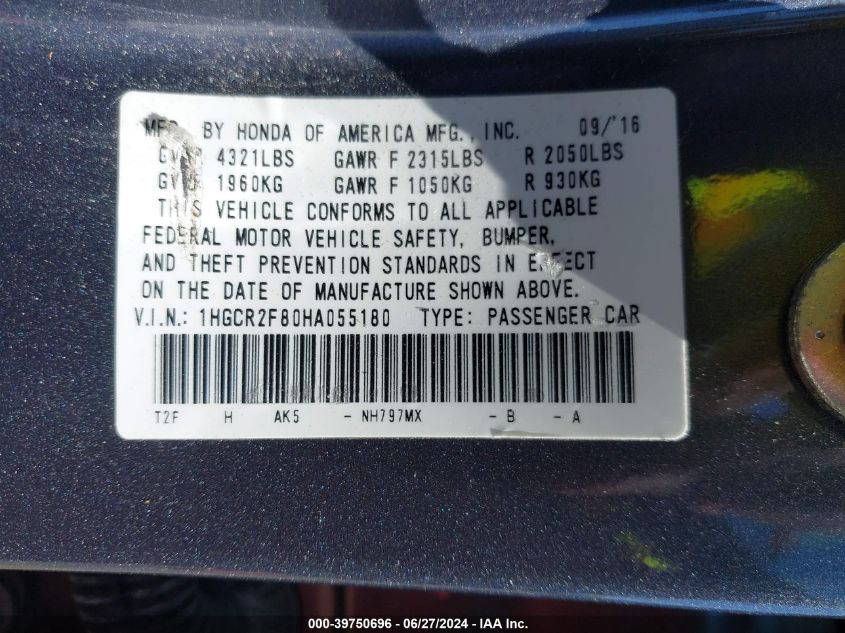 MFD. BY HONDA OF AMERICA MFG., INC. 09/'16
4321LBS GAWR F 2315LBS R 2050LBS
1960KG GAWR F 1050KG R 930KG
THIS VEHICLE CONFORMS TO ALL APPLICABLE
FEDERAL MOTOR VEHICLE SAFETY, BUMPER,
AND THEFT PREVENTION STANDARDS IN EFFECT
ON THE DATE OF MANUFACTURE SHOWN ABOVE.
V.I.N.: 1HGCR2F80HA055180 TYPE: PASSENGER CAR
T2F H AK5 - NH797MX - B - A
000-39750696 - 06/27/2024 - IAA Inc.